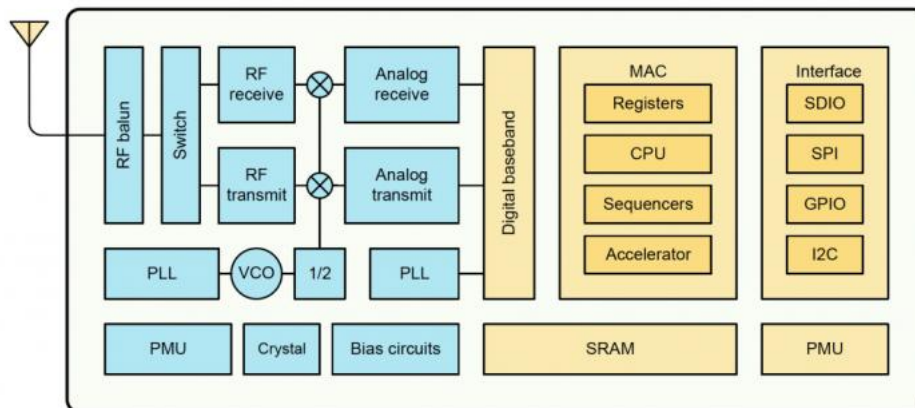 RF balun
Switch
RF
receive
RF
transmit
Analog
receive
Analog
transmit
PLL
VCO
1/2
PLL
Digital baseband
MAC
Registers
CPU
Sequencers
Accelerator
Interface
SDIO
SPI
GPIO
I2C
PMU
Crystal
Bias circuits
SRAM
PMU